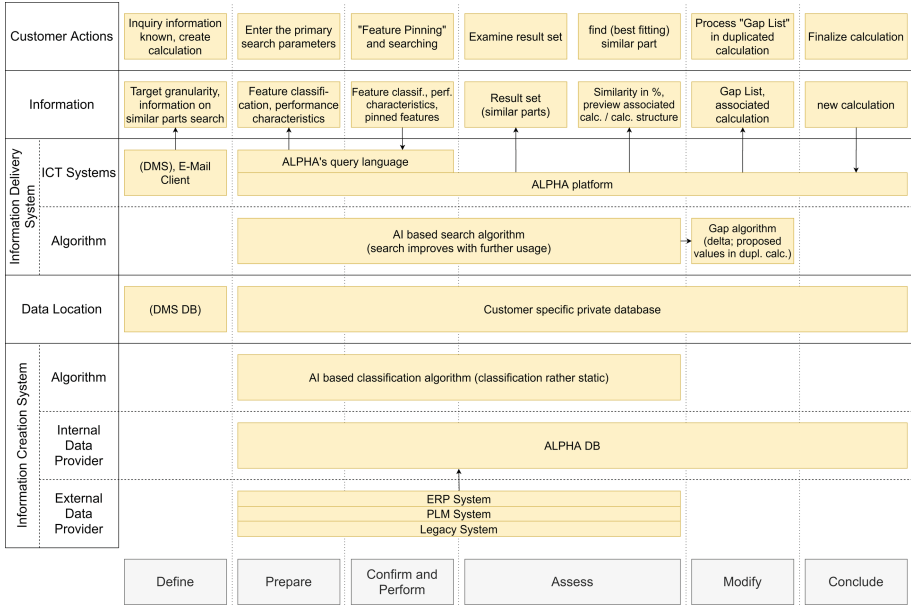 Customer Actions
Inquiry information
known, create
calculation
Enter the primary
search parameters
"Feature Pinning"
and searching
Examine result set
find (best fitting)
similar part
Process "Gap List"
in duplicated
calculation
Finalize calculation
Information
Target granularity,
information on
similar parts search
Feature classifi-
cation, performance
characteristics
Feature classif., perf.
characteristics,
pinned features
Result set
(similar parts)
Similarity in %,
preview associated
calc. / calc. structure
Gap List,
associated
calculation
new calculation
Information Delivery
System
ICT Systems
(DMS), E-Mail
Client
ALPHA's query language
ALPHA platform
Algorithm
AI based search algorithm
(search improves with further usage)
Gap algorithm
(delta; proposed
values in dupl. calc.)
Data Location
(DMS DB)
Customer specific private database
Information Creation System
Algorithm
AI based classification algorithm (classification rather static)
Internal
Data
Provider
ALPHA DB
External
Data
Provider
ERP System
PLM System
Legacy System
Define
Prepare
Confirm and
Perform
Assess
Modify
Conclude